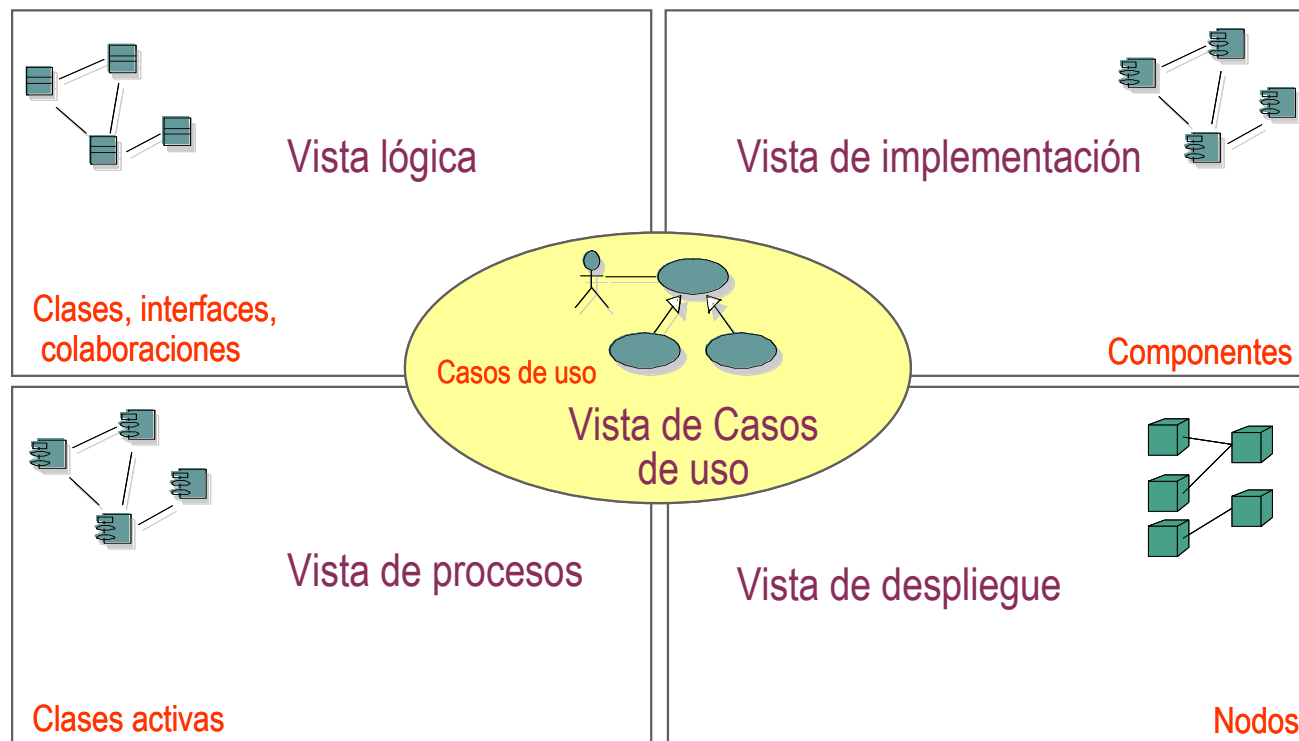 Vista lógica
Clases, interfaces,
colaboraciones
Vista de implementación
Componentes
Casos de uso
Vista de Casos
de uso
Vista de procesos
Clases activas
Vista de despliegue
Nodos